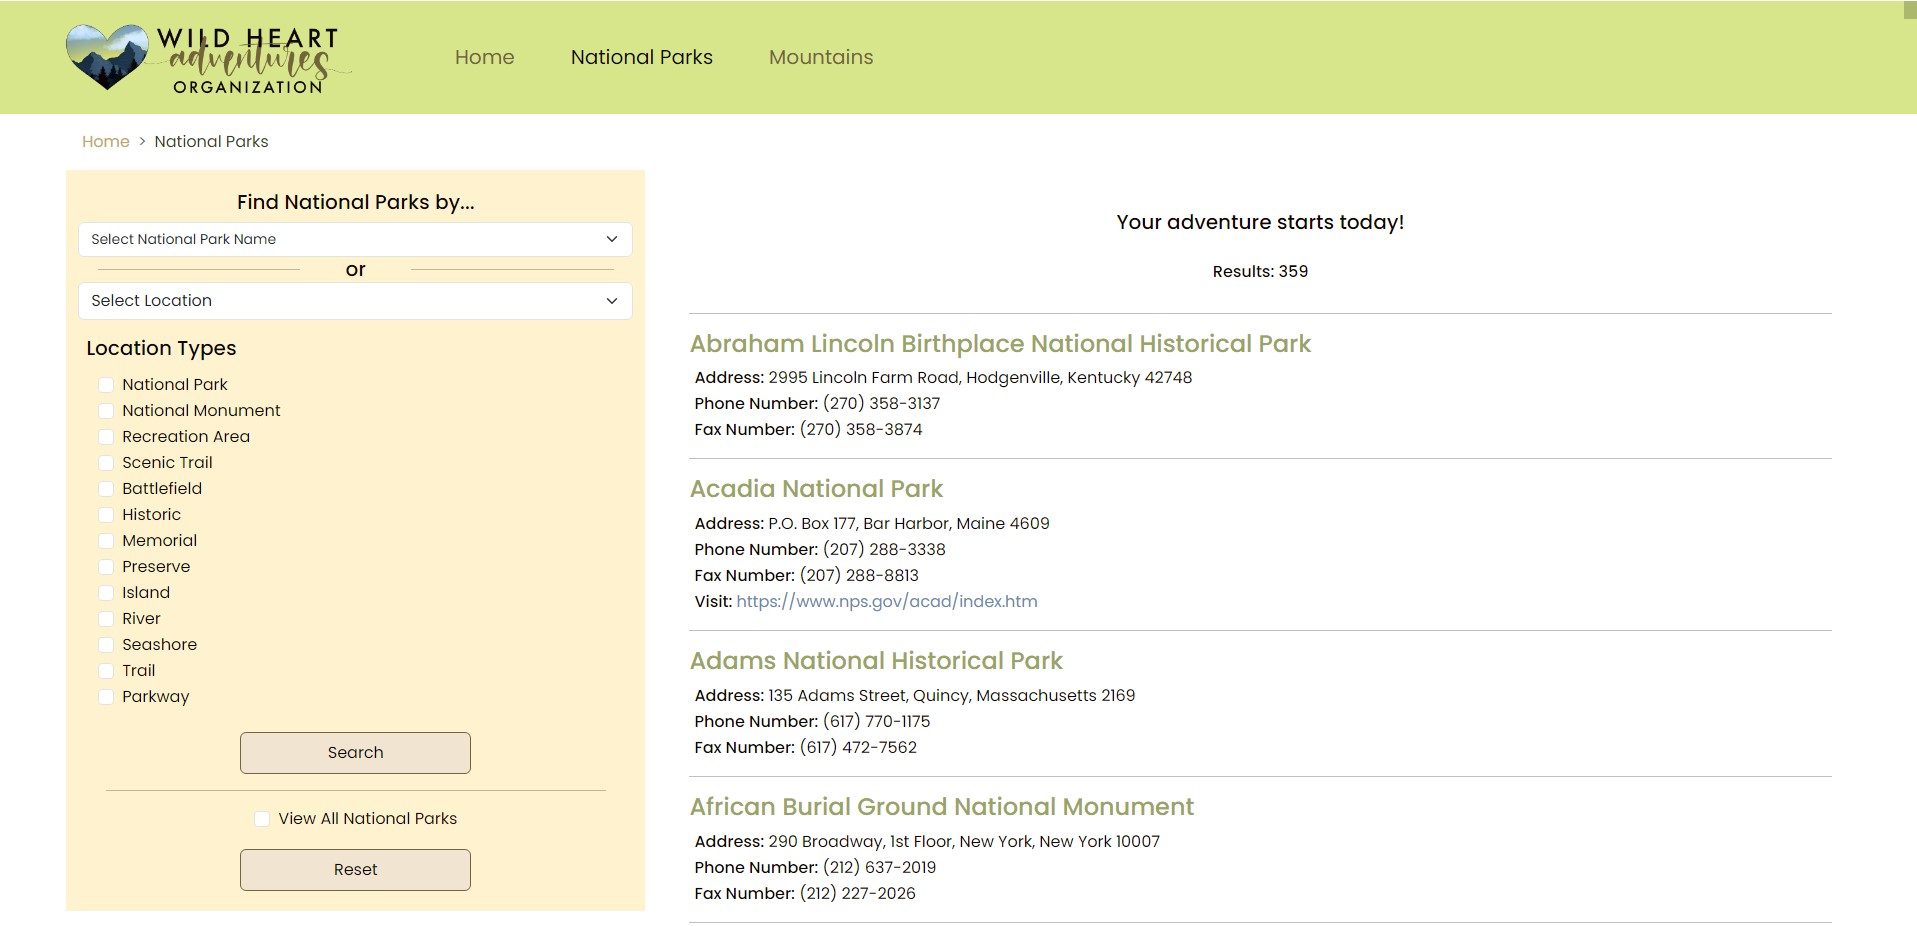 WILD HEART
adventures
ORGANIZATION
Home
National Parks
Mountains
Home > National Parks
Find National Parks by...
Select National Park Name
or
Select Location
Location Types
National Park
National Monument
Recreation Area
Scenic Trail
Battlefield
Historic
Memorial
Preserve
Island
River
Seashore
Trail
Parkway
Search
View All National Parks
Reset
Your adventure starts today!
Results: 359
Abraham Lincoln Birthplace National Historical Park
Address: 2995 Lincoln Farm Road, Hodgenville, Kentucky 42748
Phone Number: (270) 358-3137
Fax Number: (270) 358-3874
Acadia National Park
Address: P.O. Box 177, Bar Harbor, Maine 4609
Phone Number: (207) 288-3338
Fax Number: (207) 288-8813
Visit: https://www.nps.gov/acad/index.htm
Adams National Historical Park
Address: 135 Adams Street, Quincy, Massachusetts 2169
Phone Number: (617) 770-1175
Fax Number: (617) 472-7562
African Burial Ground National Monument
Address: 290 Broadway, 1st Floor, New York, New York 10007
Phone Number: (212) 637-2019
Fax Number: (212) 227-2026